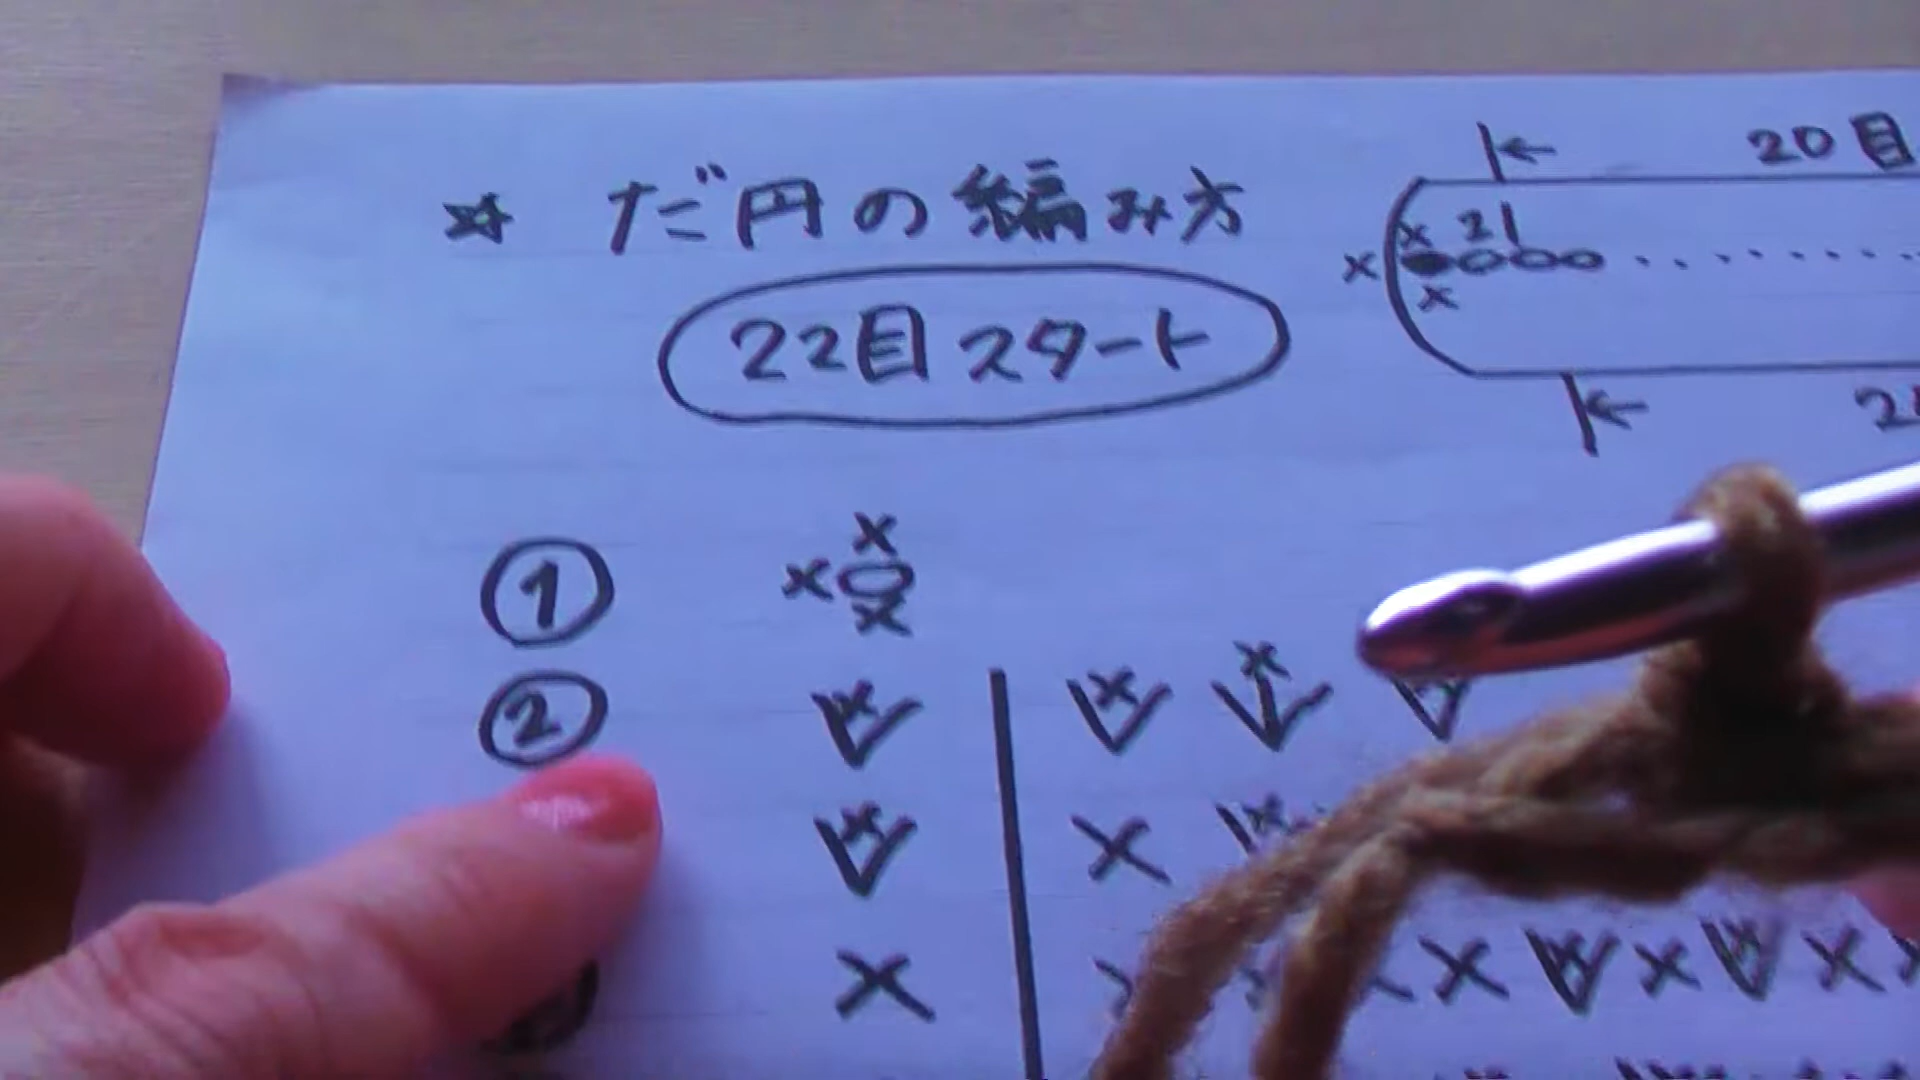 ☆ だ円の編み方
22目スタート
20目
x 21
x
x
①
x
x
x
②
x x x x
x x x
x x x x x x